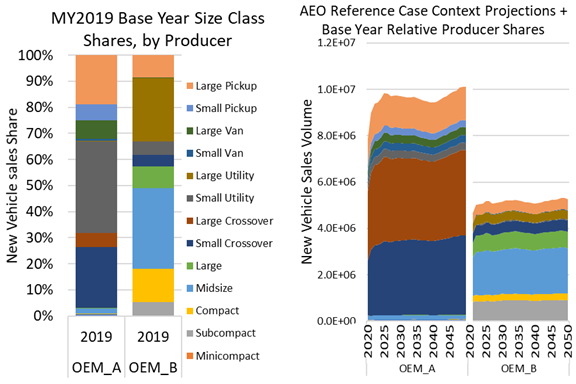 MY2019 Base Year Size Class
Shares, by Producer
New Vehicle sales Share
100%
90%
80%
70%
60%
50%
40%
30%
20%
10%
0%
2019
2019
OEM_A
OEM_B
Large Pickup
Small Pickup
Large Van
Small Van
Large Utility
Small Utility
Large Crossover
Small Crossover
Large
Midsize
Compact
Subcompact
Minicompact
AEO Reference Case Context Projections +
Base Year Relative Producer Shares
New Vehicle Sales Volume
1.2E+07
1.0E+07
8.0E+06
6.0E+06
4.0E+06
2.0E+06
0.0E+00
2020
2025
2030
2035
2040
2045
2020
2025
2030
2035
2040
2045
2050
OEM_A
OEM_B